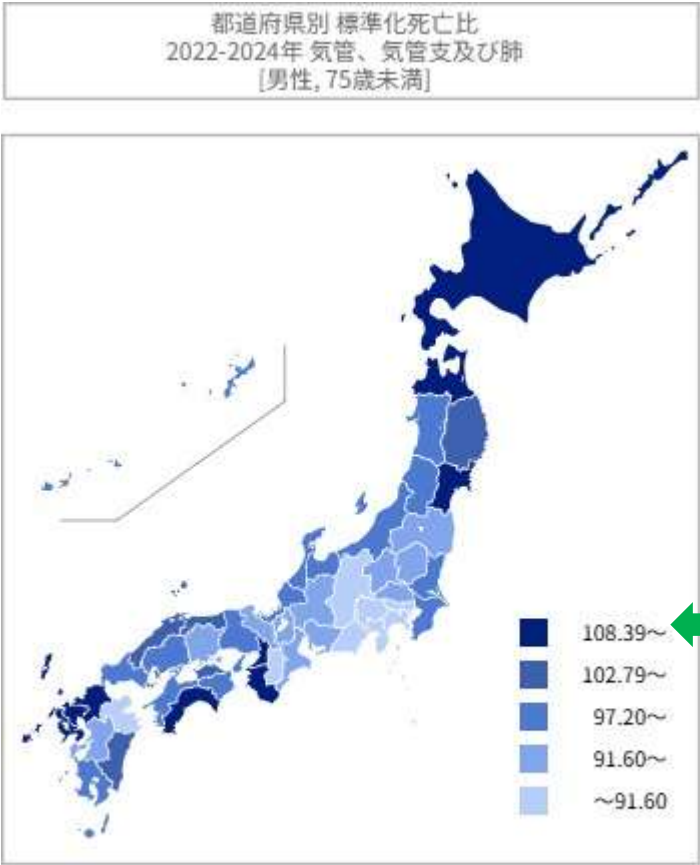 都道府県別 標準化死亡比
2022-2024年 気管、気管支及び肺
[男性, 75歳未満]
108.39～
102.79～
97.20～
91.60～
～91.60